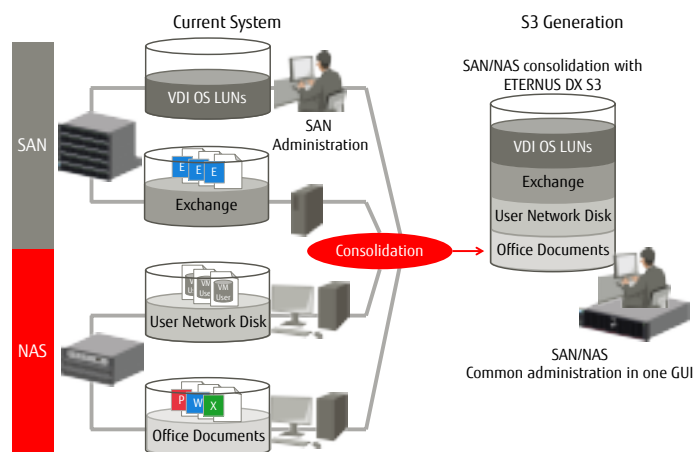 Current System
S3 Generation
SAN/NAS consolidation with
ETERNUS DX S3
SAN
VDI OS LUNs
SAN
Administration
E
E
E
Exchange
Consolidation
VDI OS LUNs
Exchange
User Network Disk
Office Documents
NAS
VM
User
VM
User
VM
User
User Network Disk
P
W
X
Office Documents
SAN/NAS
Common administration in one GUI